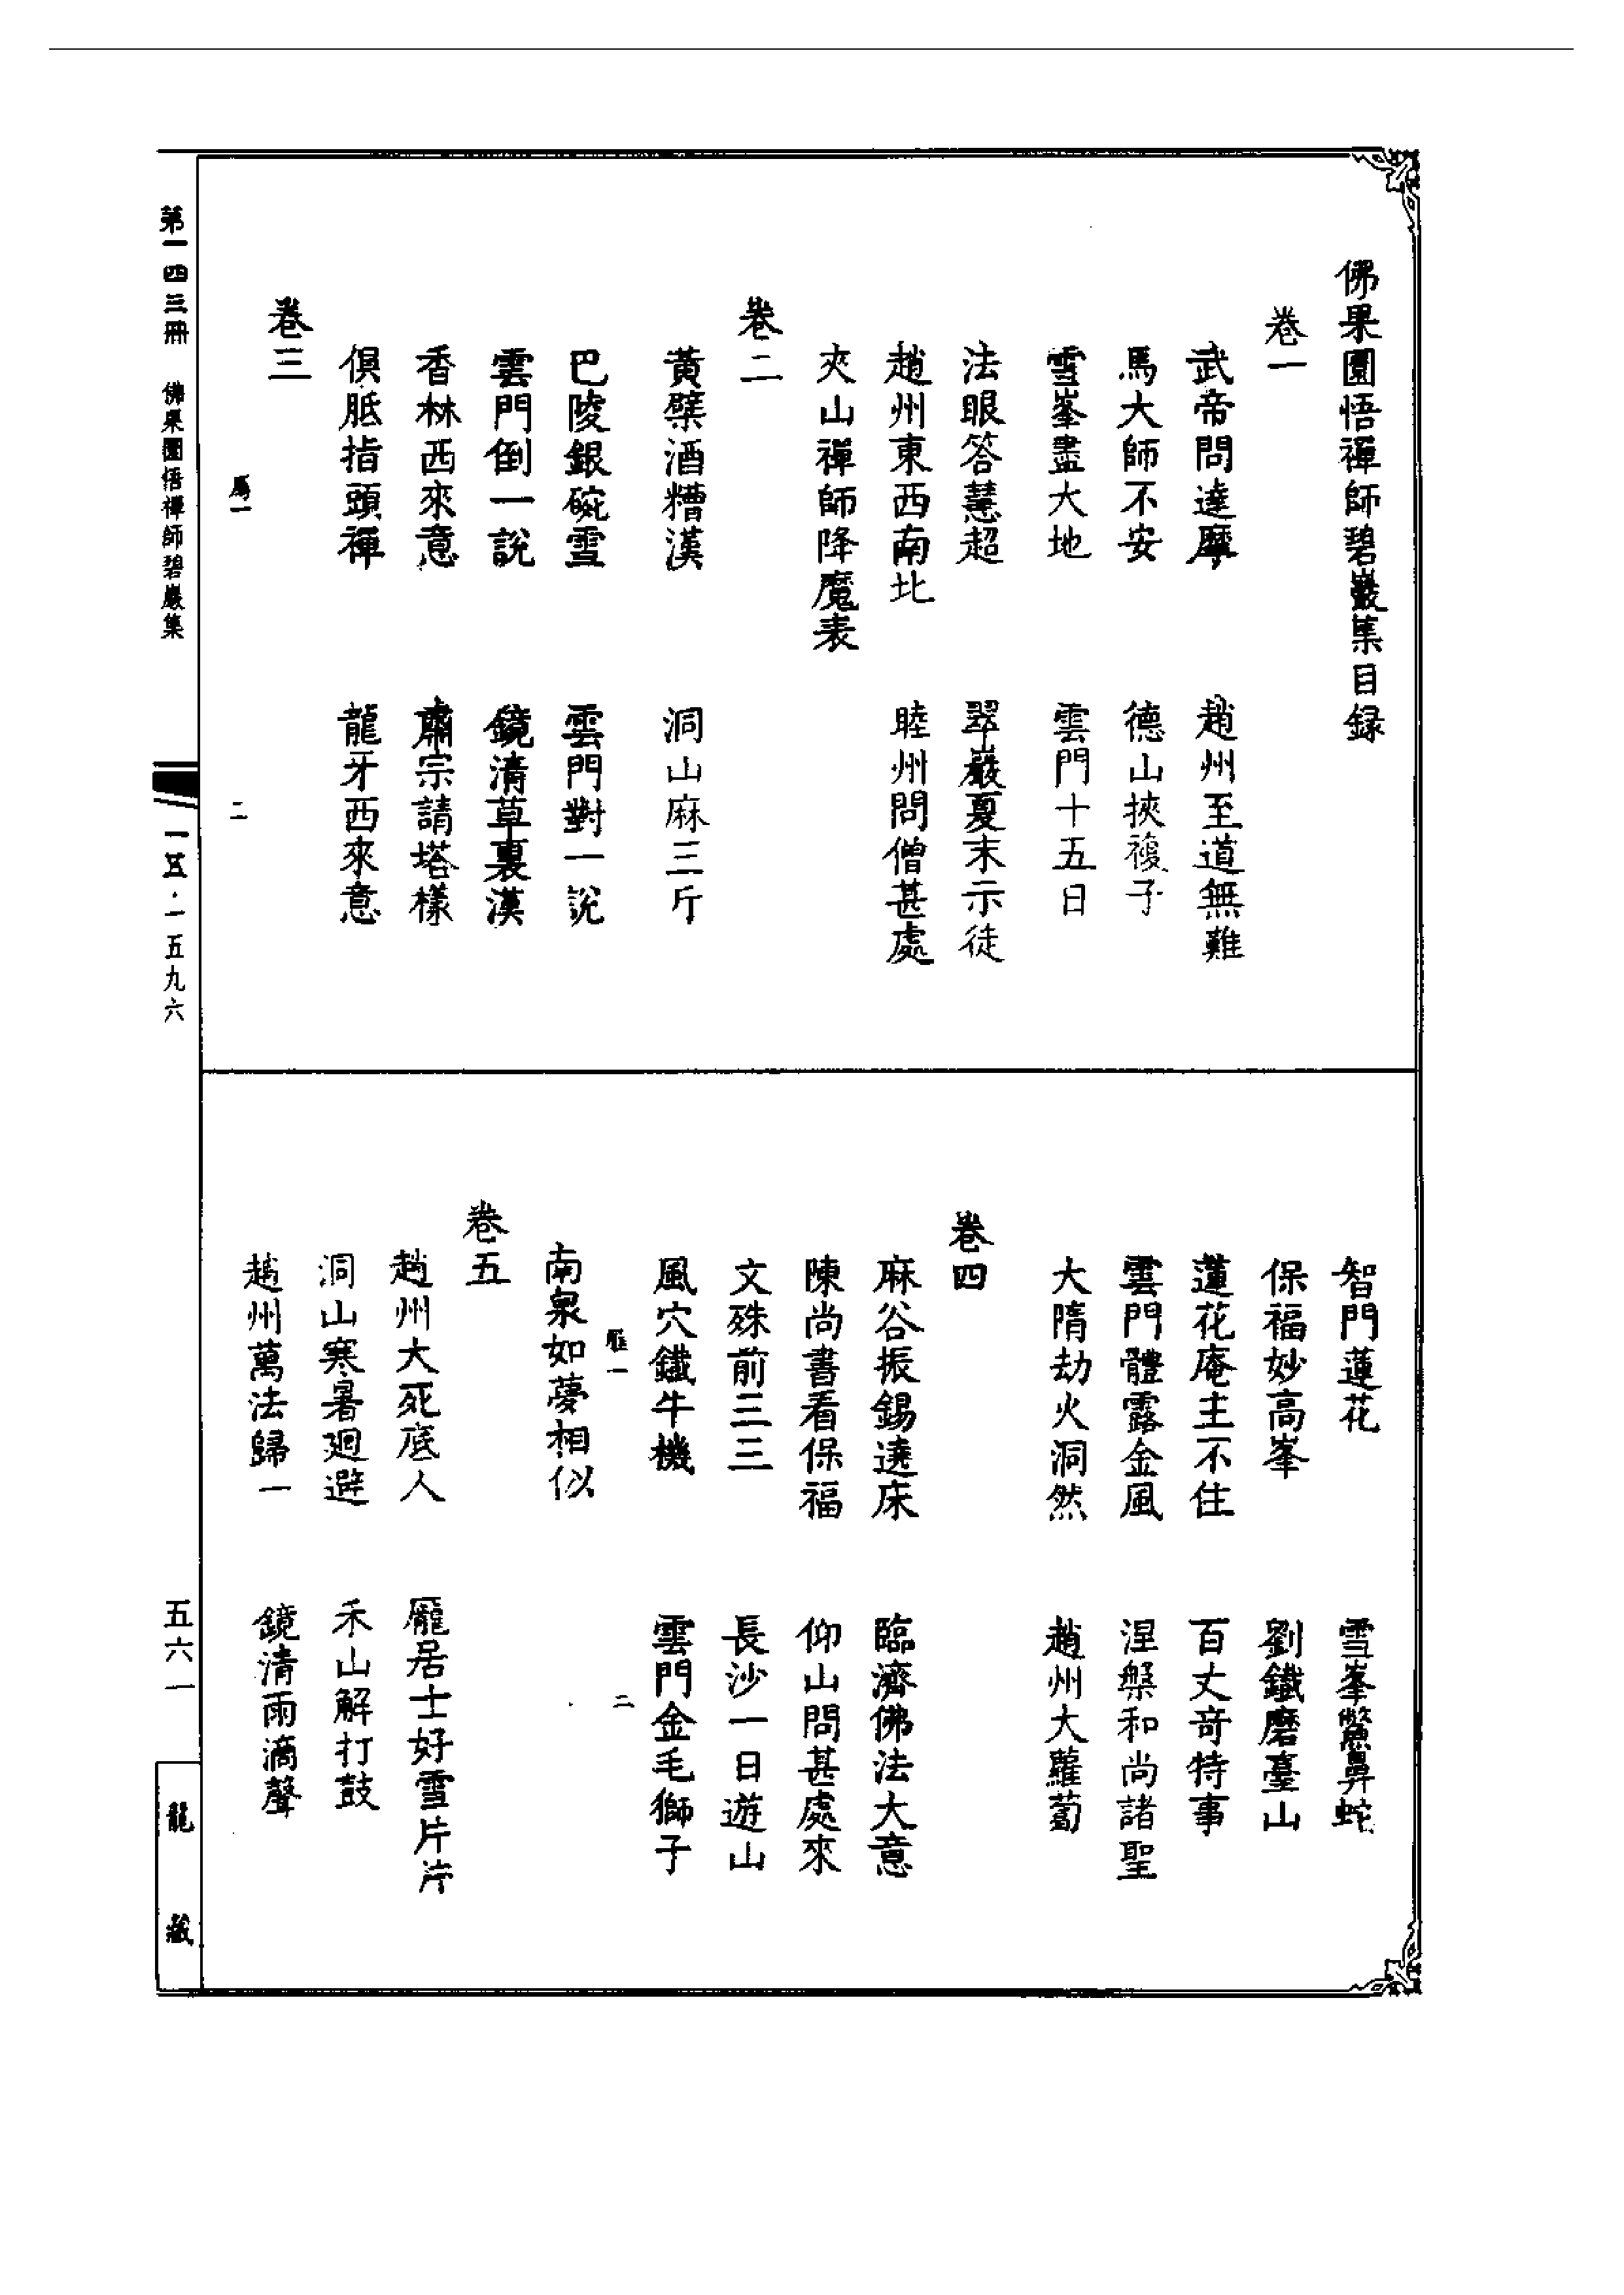 佛果圜悟禪師碧巖集目録
卷一
武帝問達摩 趙州至道無難
馬大師不安 德山挾複子
雪峯盡大地 雲門十五日
法眼答慧超 翠巖夏末示徒
趙州東西南北 睦州問僧甚處
夾山禪師降魔表
卷二
黃檗酒糟漢 洞山麻三斤
巴陵銀碗雪 雲門對一說
雲門倒一說 鏡清草裏漢
香林西來意 肅宗請塔樣
俱胝指頭禪 龍牙西來意
卷三
一 二
智門蓮花 雪峯鱉鼻蛇
保福妙高峯 劉鐵磨臺山
蓮花庵主不住 百丈奇特事
雲門體露金風 涅槃和尚諸聖
大隋劫火洞然 趙州大蘿蔔
卷四
麻谷振錫遶床 臨濟佛法大意
陳尚書看保福 仰山問甚處來
文殊前三三 長沙一日遊山
風穴鐵牛機 雲門金毛獅子
一 二
南泉如夢相似
卷五
趙州大死底人 龐居士好雪片片
洞山寒暑迴避 禾山解打鼓
趙州萬法歸一 鏡清雨滴聲
第一四三冊 佛果圜悟禪師碧巖集
一五九六
五六一
龍藏